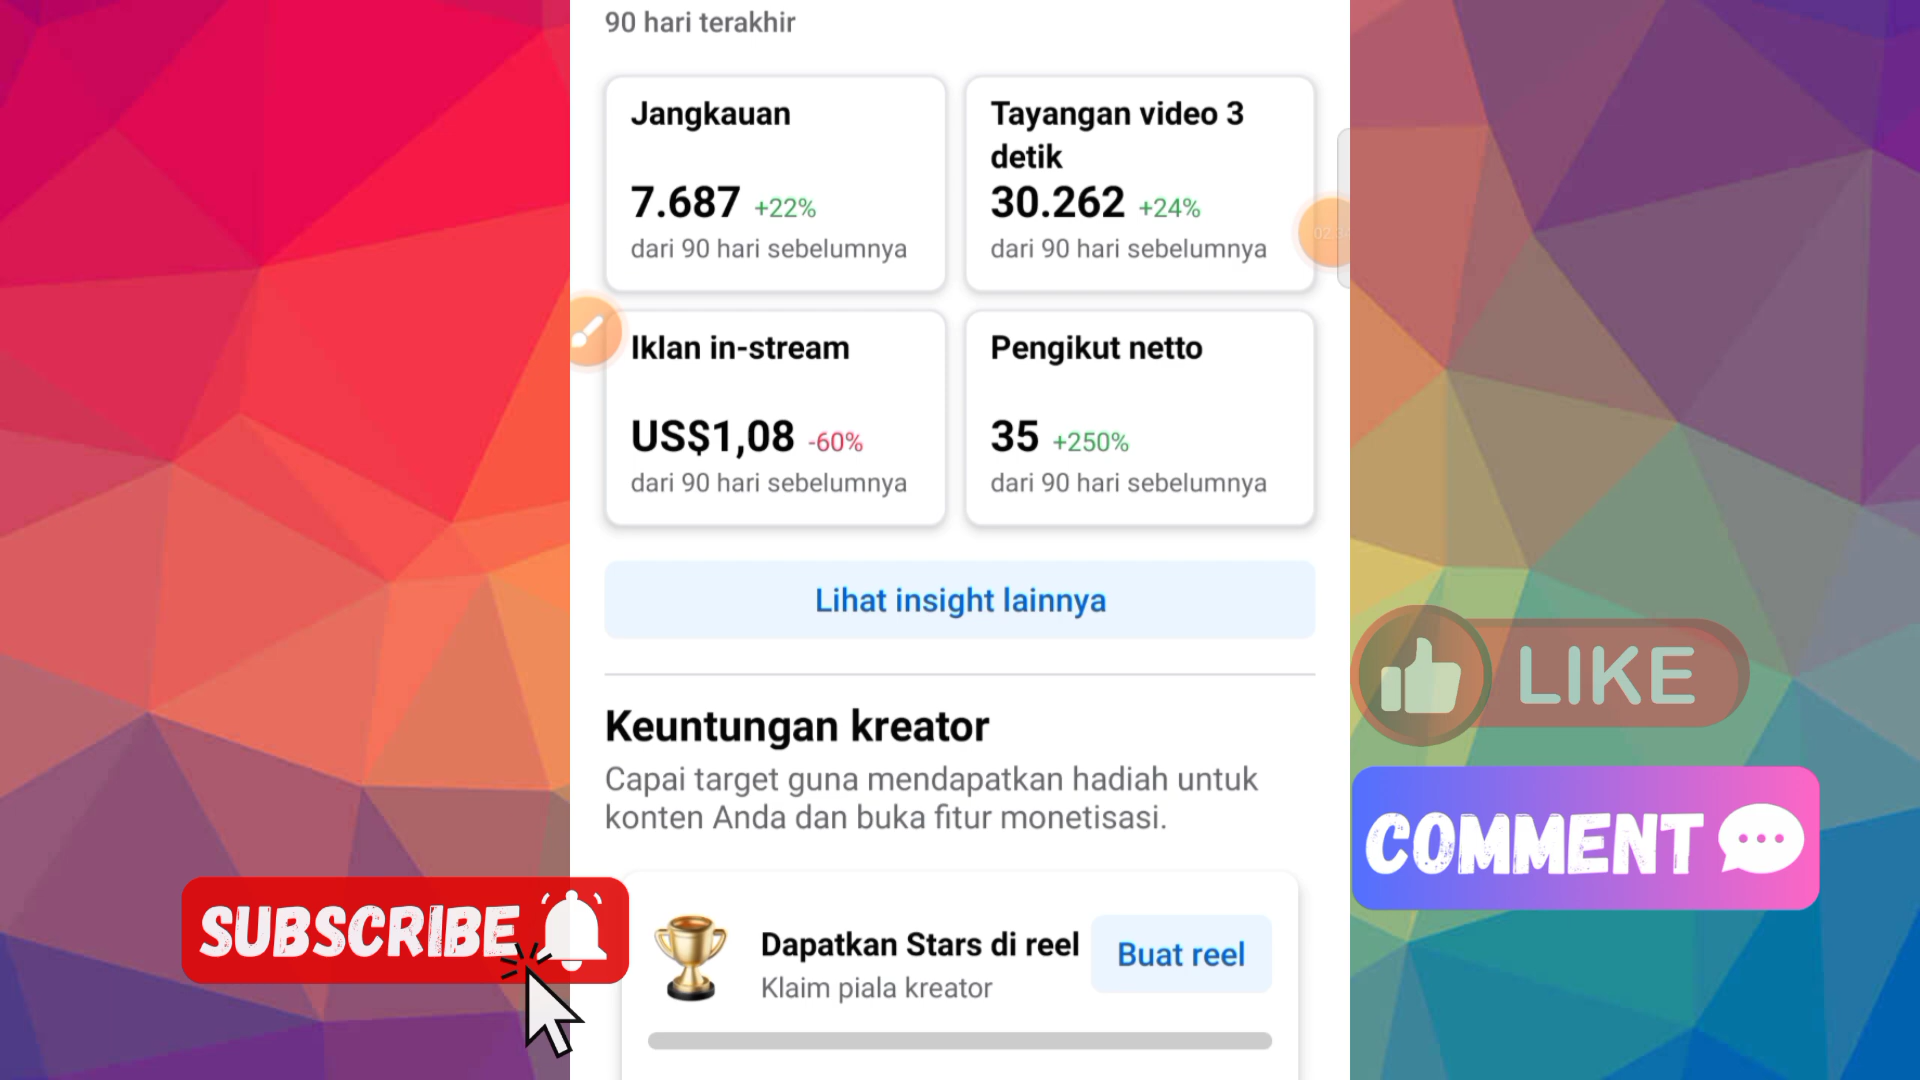 90 hari terakhir
Jangkauan
7.687 +22%
dari 90 hari sebelumnya
Tayangan video 3
detik
30.262 +24%
dari 90 hari sebelumnya
Iklan in-stream
US$1,08 -60%
dari 90 hari sebelumnya
Pengikut netto
35 +250%
dari 90 hari sebelumnya
Lihat insight lainnya
Keuntungan kreator
Capai target guna mendapatkan hadiah untuk
konten Anda dan buka fitur monetisasi.
Dapatkan Stars di reel
Klaim piala kreator
Buat reel
SUBSCRIBE
LIKE
COMMENT